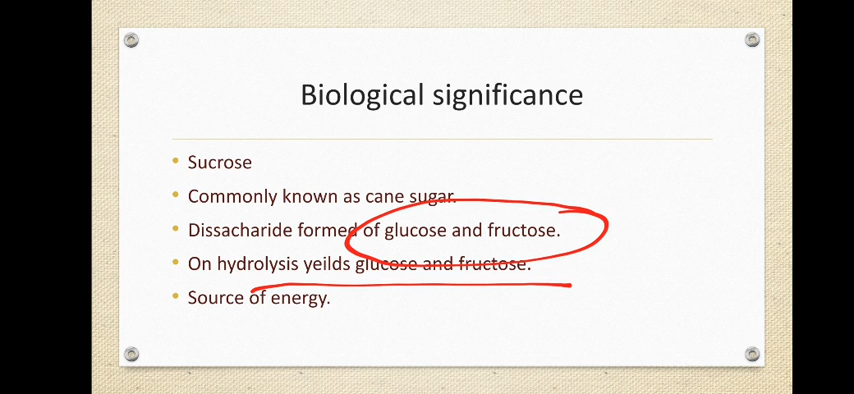 Biological significance
• Sucrose
• Commonly known as cane sugar.
• Dissacharide formed of glucose and fructose.
• On hydrolysis yeilds glucose and fructose.
• Source of energy.